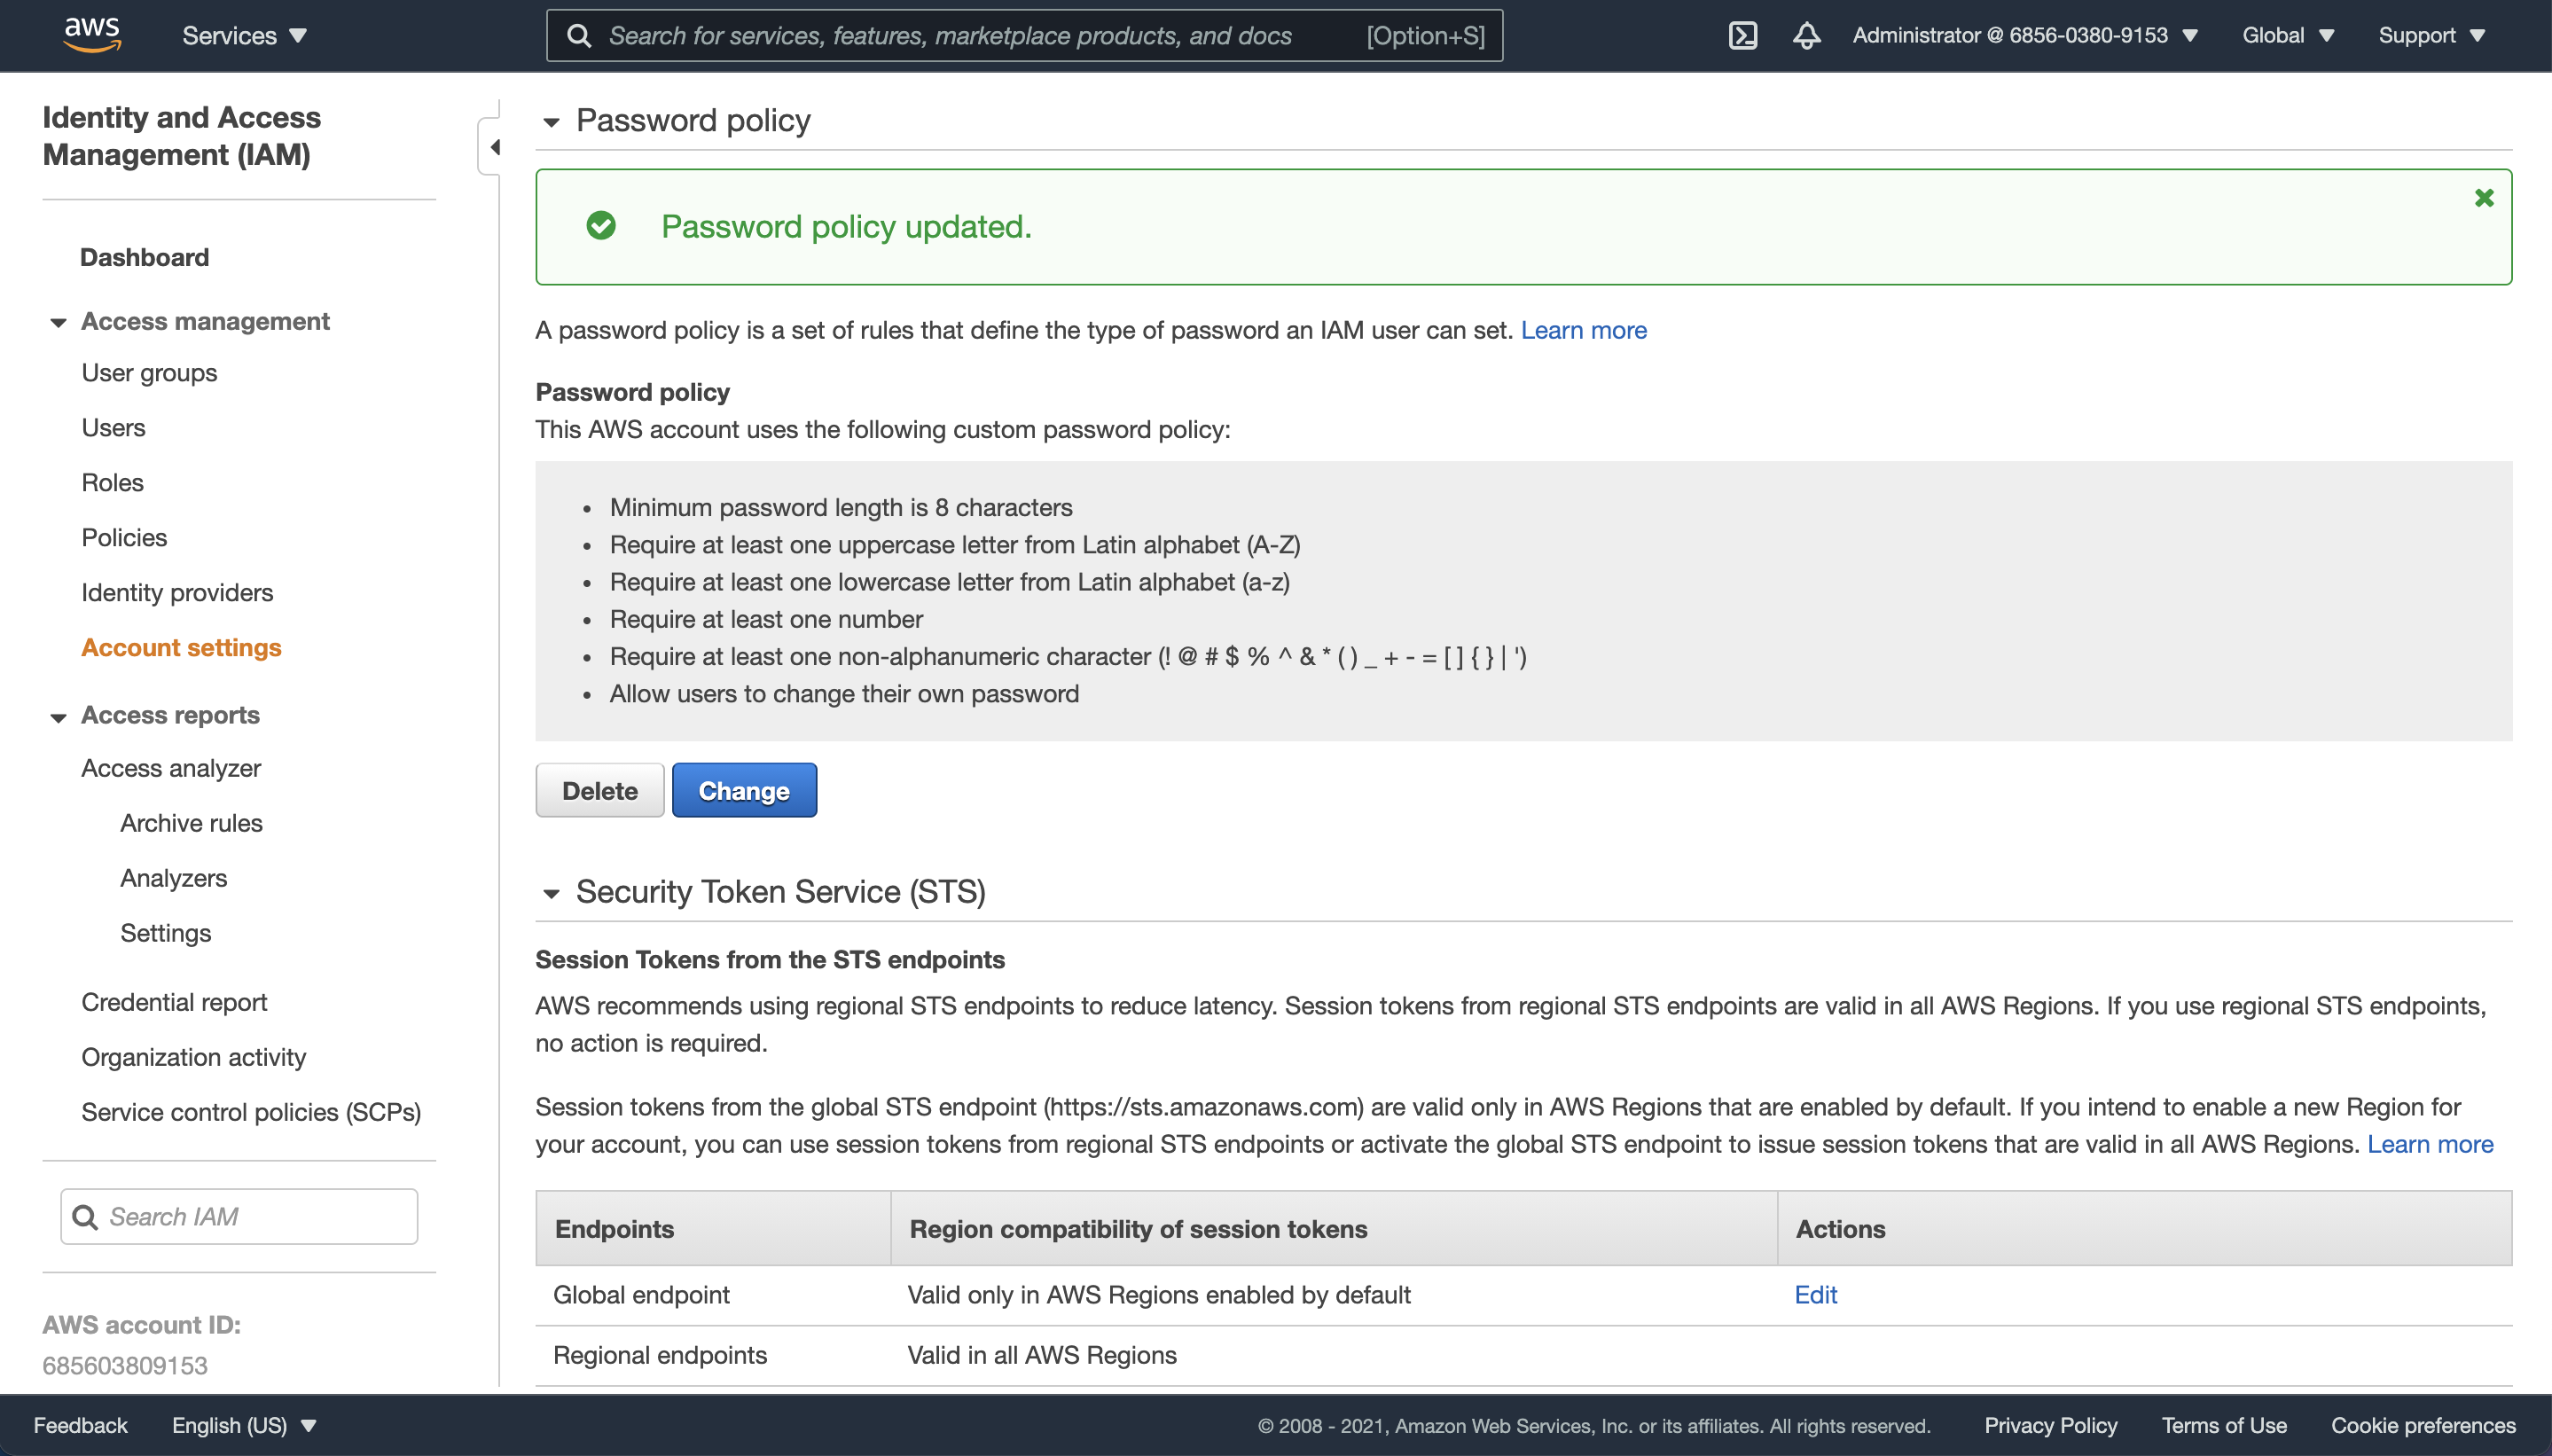 aws
Services
Search for services, features, marketplace products, and docs
[Option+S]
Administrator @ 6856-0380-9153
Global
Support
Identity and Access
Management (IAM)
Dashboard
Access management
User groups
Users
Roles
Policies
Identity providers
Account settings
Access reports
Access analyzer
Archive rules
Analyzers
Settings
Credential report
Organization activity
Service control policies (SCPs)
Search IAM
AWS account ID:
685603809153
Password policy
Password policy updated.
A password policy is a set of rules that define the type of password an IAM user can set. Learn more
Password policy
This AWS account uses the following custom password policy:
• Minimum password length is 8 characters
• Require at least one uppercase letter from Latin alphabet (A-Z)
• Require at least one lowercase letter from Latin alphabet (a-z)
• Require at least one number
• Require at least one non-alphanumeric character (! @ # $ % ^ & * ( ) _ + - = [ ] { } | ')
• Allow users to change their own password
Delete
Change
Security Token Service (STS)
Session Tokens from the STS endpoints
AWS recommends using regional STS endpoints to reduce latency. Session tokens from regional STS endpoints are valid in all AWS Regions. If you use regional STS endpoints,
no action is required.
Session tokens from the global STS endpoint (https://sts.amazonaws.com) are valid only in AWS Regions that are enabled by default. If you intend to enable a new Region for
your account, you can use session tokens from regional STS endpoints or activate the global STS endpoint to issue session tokens that are valid in all AWS Regions. Learn more
Endpoints
Region compatibility of session tokens
Actions
Global endpoint
Valid only in AWS Regions enabled by default
Edit
Regional endpoints
Valid in all AWS Regions
Feedback
English (US)
© 2008 - 2021, Amazon Web Services, Inc. or its affiliates. All rights reserved.
Privacy Policy
Terms of Use
Cookie preferences